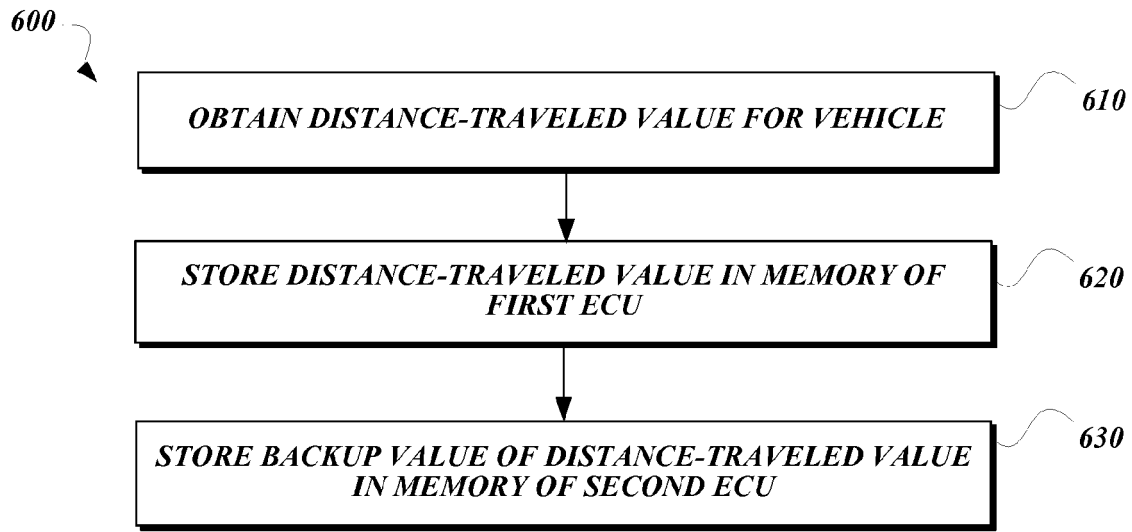 600
OBTAIN DISTANCE-TRAVELED VALUE FOR VEHICLE
610
STORE DISTANCE-TRAVELED VALUE IN MEMORY OF
FIRST ECU
620
STORE BACKUP VALUE OF DISTANCE-TRAVELED VALUE
IN MEMORY OF SECOND ECU
630